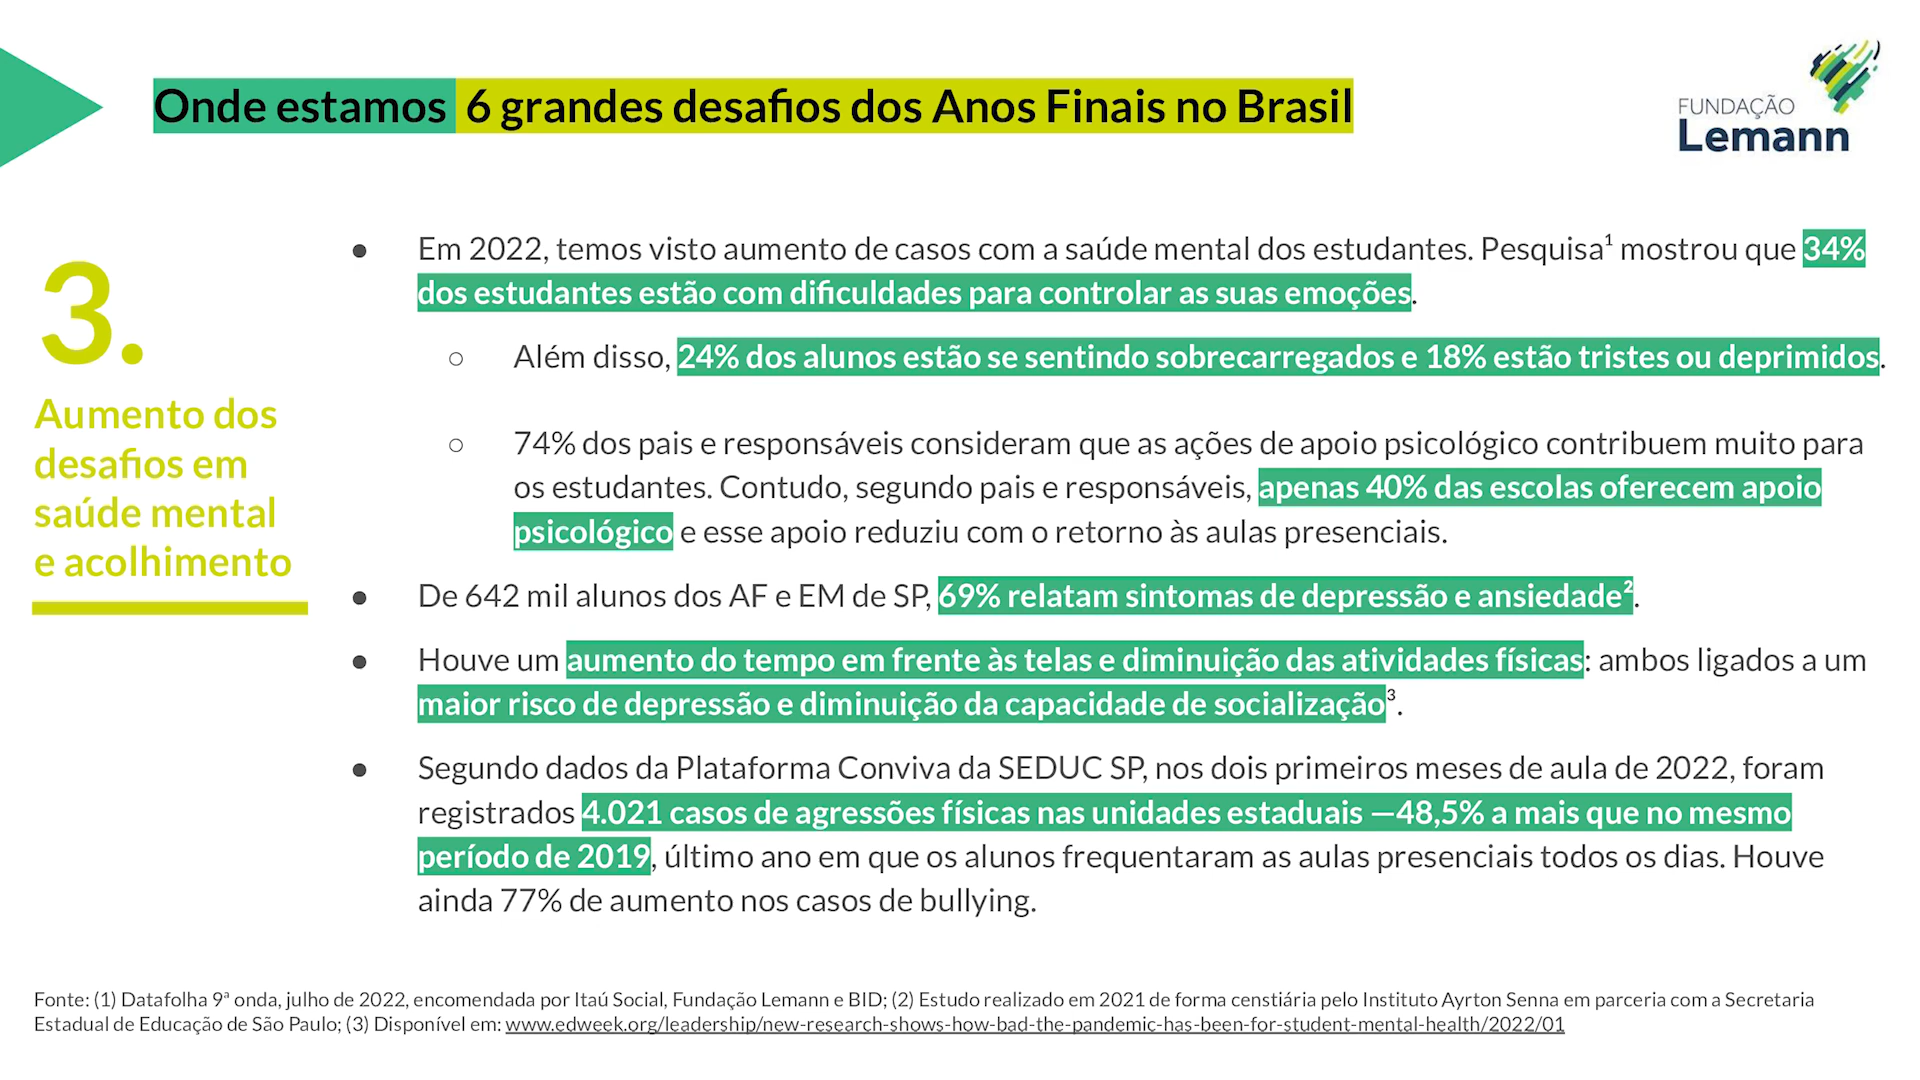 Onde estamos 6 grandes desafios dos Anos Finais no Brasil
FUNDAÇÃO
Lemann
3.
Aumento dos
desafios em
saúde mental
e acolhimento
● Em 2022, temos visto aumento de casos com a saúde mental dos estudantes. Pesquisa¹ mostrou que 34%
dos estudantes estão com dificuldades para controlar as suas emoções.
○ Além disso, 24% dos alunos estão se sentindo sobrecarregados e 18% estão tristes ou deprimidos.
○ 74% dos pais e responsáveis consideram que as ações de apoio psicológico contribuem muito para
os estudantes. Contudo, segundo pais e responsáveis, apenas 40% das escolas oferecem apoio
psicológico e esse apoio reduziu com o retorno às aulas presenciais.
● De 642 mil alunos dos AF e EM de SP, 69% relatam sintomas de depressão e ansiedade².
● Houve um aumento do tempo em frente às telas e diminuição das atividades físicas: ambos ligados a um
maior risco de depressão e diminuição da capacidade de socialização³.
● Segundo dados da Plataforma Conviva da SEDUC SP, nos dois primeiros meses de aula de 2022, foram
registrados 4.021 casos de agressões físicas nas unidades estaduais —48,5% a mais que no mesmo
período de 2019, último ano em que os alunos frequentaram as aulas presenciais todos os dias. Houve
ainda 77% de aumento nos casos de bullying.
Fonte: (1) Datafolha 9ª onda, julho de 2022, encomendada por Itaú Social, Fundação Lemann e BID; (2) Estudo realizado em 2021 de forma censtiária pelo Instituto Ayrton Senna em parceria com a Secretaria
Estadual de Educação de São Paulo; (3) Disponível em: www.edweek.org/leadership/new-research-shows-how-bad-the-pandemic-has-been-for-student-mental-health/2022/01